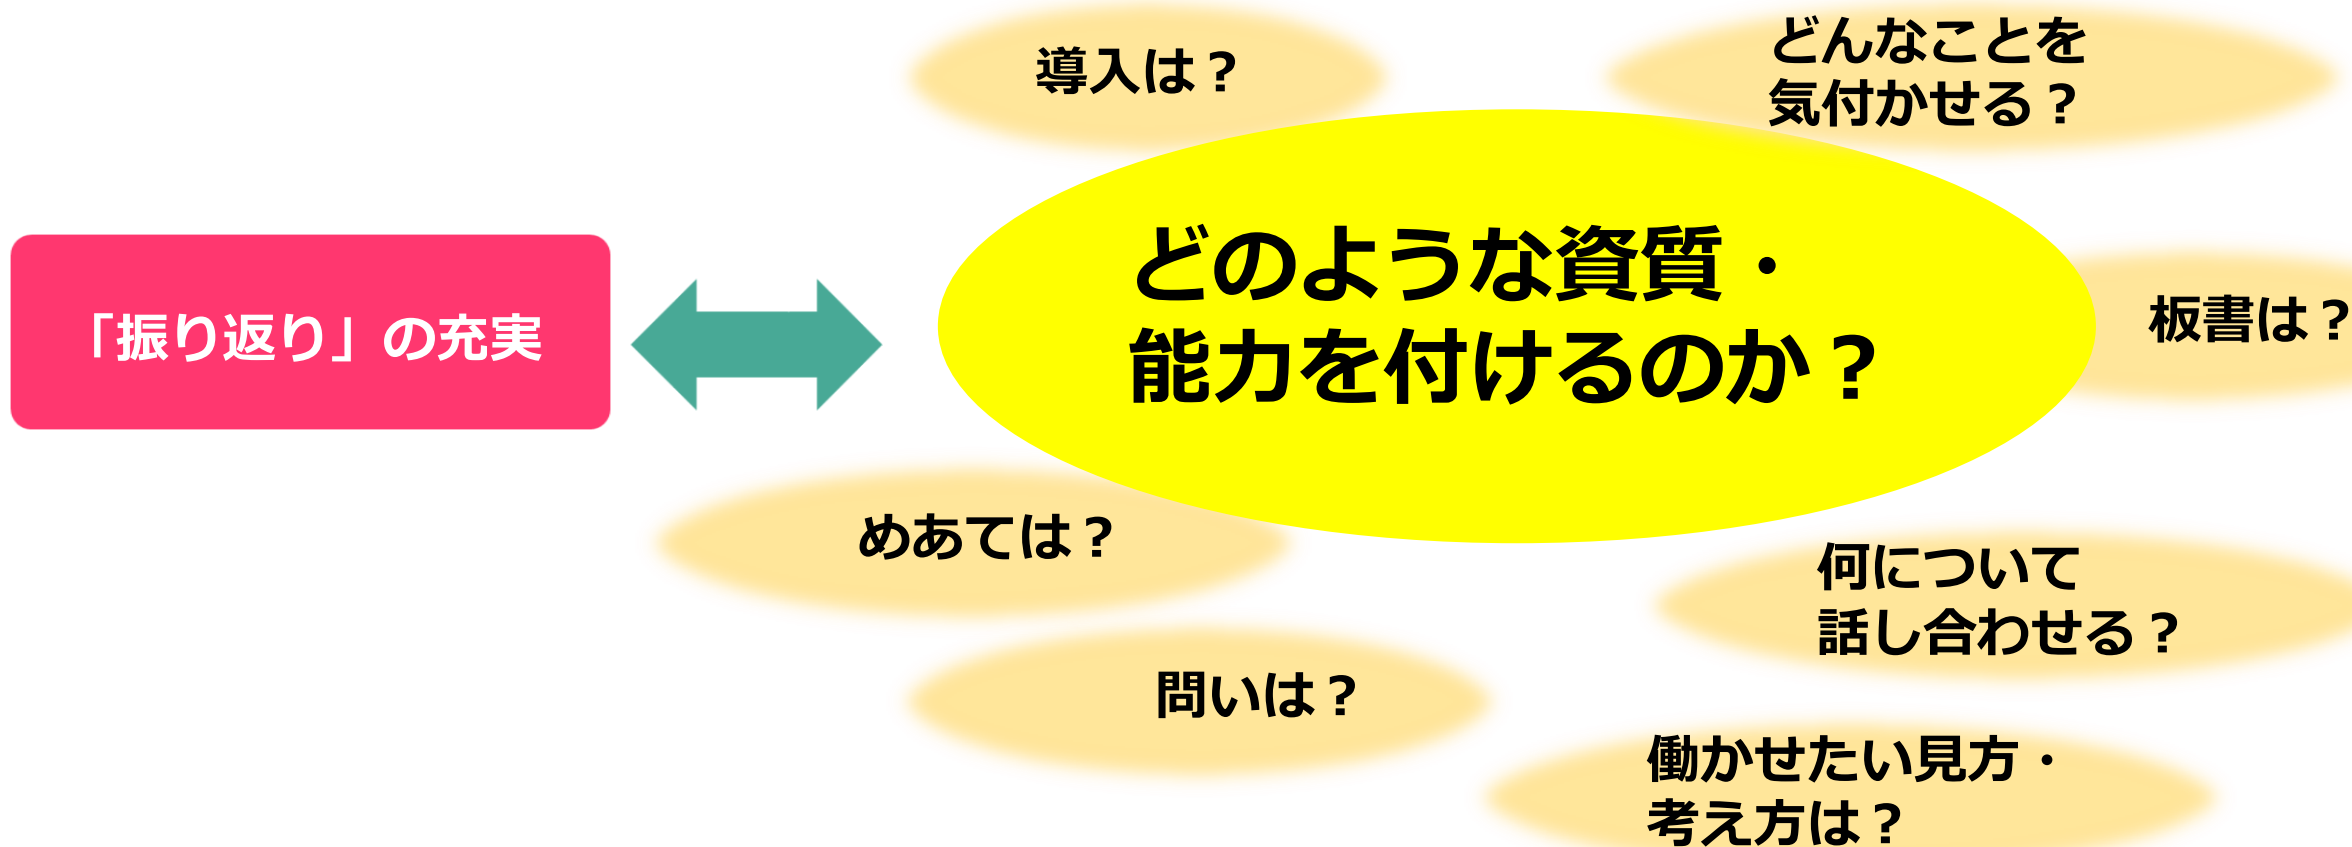 導入は？
どんなことを
気付かせる？
「振り返り」の充実
どのような資質・
能力を付けるのか？
板書は？
めあては？
何について
話し合わせる？
問いは？
働かせたい見方・
考え方は？